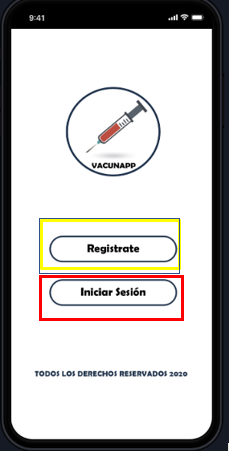 9:41
VACUNAPP
Registrate
Iniciar Sesión
TODOS LOS DERECHOS RESERVADOS 2020